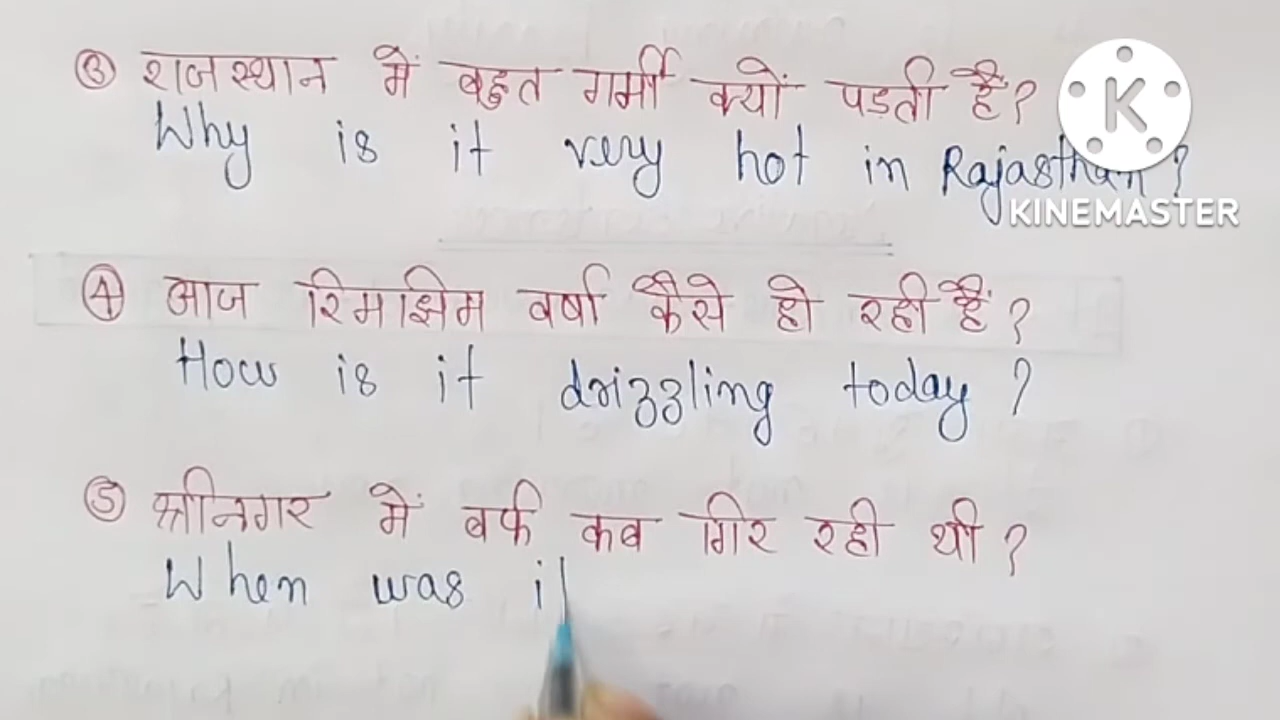 ③ राजस्थान में बहुत गर्मी क्यों पड़ती हैं?
Why is it very hot in Rajasthan?
KINEMASTER
④ आज रिमझिम वर्षा कैसे हो रही हैं?
How is it drizzling today?
⑤ श्रीनगर में बर्फ कब गिर रही थी?
When was it